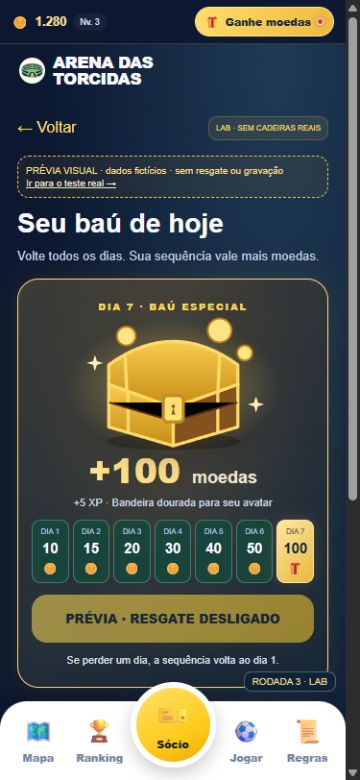 1.280 Nv. 3 Ganhe moedas
ARENA DAS
TORCIDAS
← Voltar LAB · SEM CADEIRAS REAIS
PRÉVIA VISUAL · dados fictícios · sem resgate ou gravação
Ir para o teste real →
Seu baú de hoje
Volte todos os dias. Sua sequência vale mais moedas.
DIA 7 · BAÚ ESPECIAL
+100 moedas
+5 XP · Bandeira dourada para seu avatar
DIA 1 DIA 2 DIA 3 DIA 4 DIA 5 DIA 6 DIA 7
10 15 20 30 40 50 100
PRÉVIA · RESGATE DESLIGADO
Se perder um dia, a sequência volta ao dia 1.
RODADA 3 · LAB
Mapa Ranking Sócio Jogar Regras